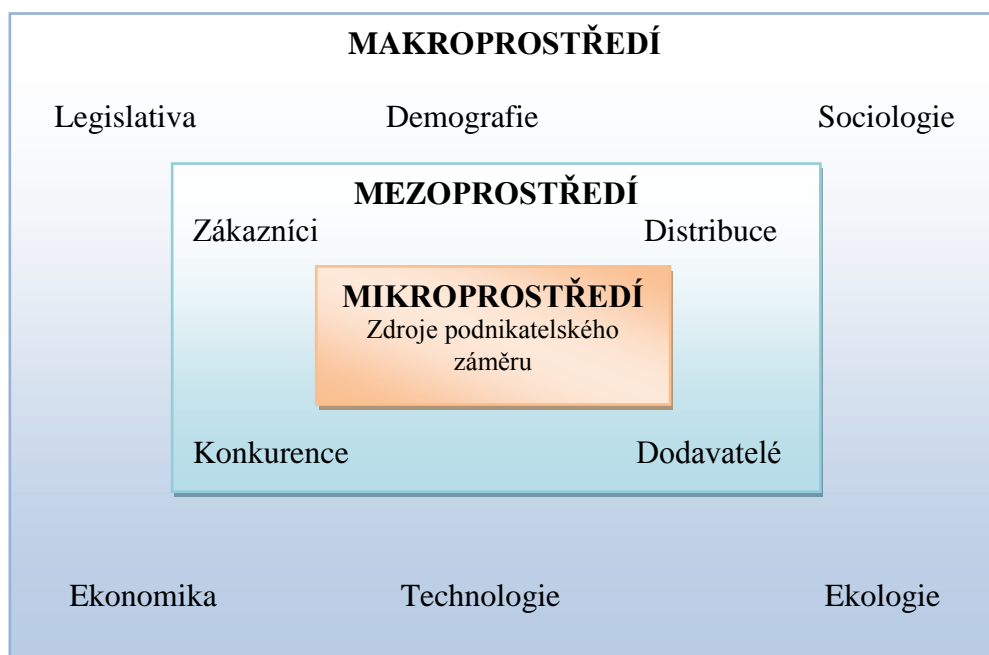 MAKROPROSTŘEDÍ
Legislativa Demografie Sociologie
MEZOPROSTŘEDÍ
Zákazníci Distribuce
MIKROPROSTŘEDÍ
Zdroje podnikatelského
záměru
Konkurence Dodavatelé
Ekonomika Technologie Ekologie